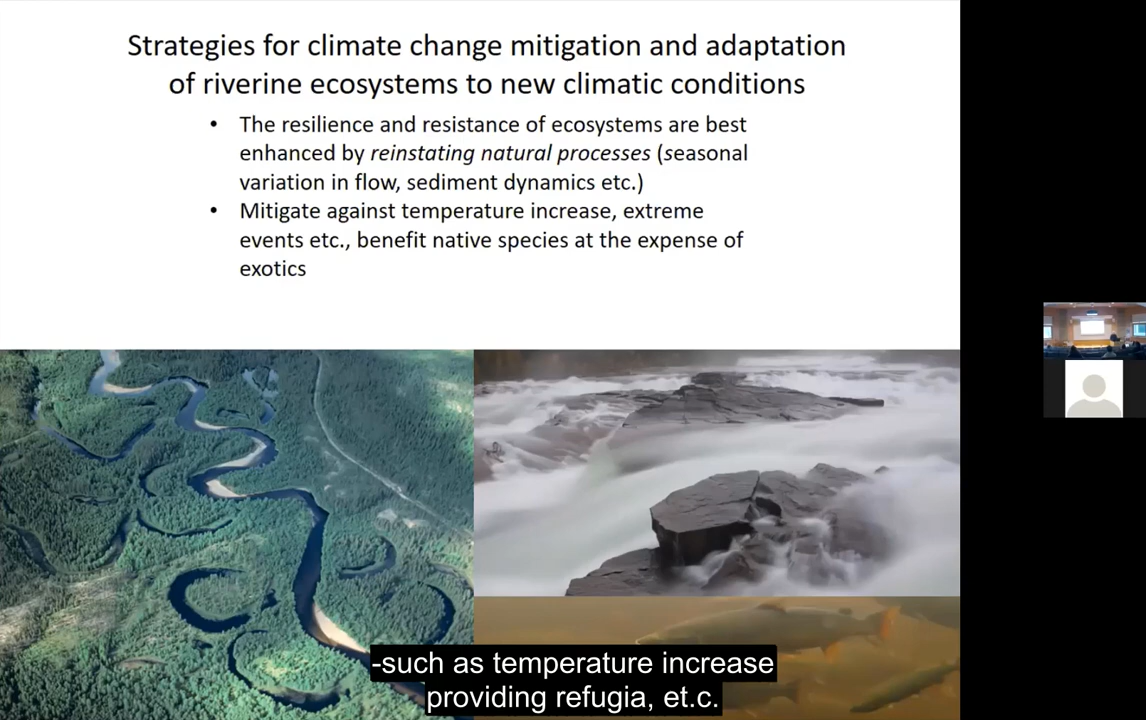 Strategies for climate change mitigation and adaptation
of riverine ecosystems to new climatic conditions
• The resilience and resistance of ecosystems are best
enhanced by reinstating natural processes (seasonal
variation in flow, sediment dynamics etc.)
• Mitigate against temperature increase, extreme
events etc., benefit native species at the expense of
exotics
-such as temperature increase
providing refugia, et.c.